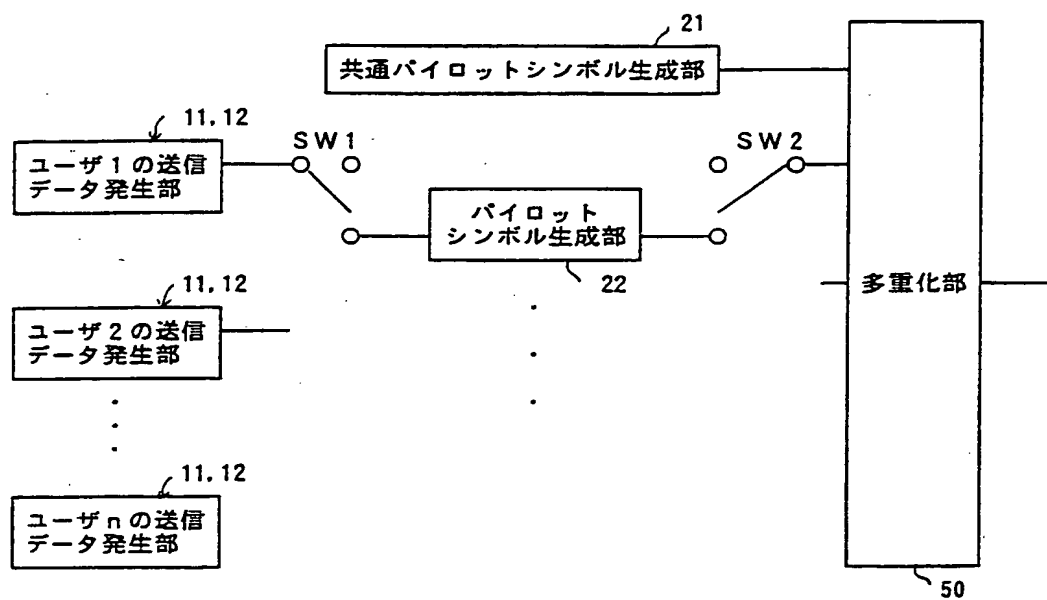 21
共通パイロットシンボル生成部
11,12
SW1
SW2
ユーザ1の送信
データ発生部
パイロット
シンボル生成部
22
多重化部
11,12
ユーザ2の送信
データ発生部
11,12
ユーザnの送信
データ発生部
50